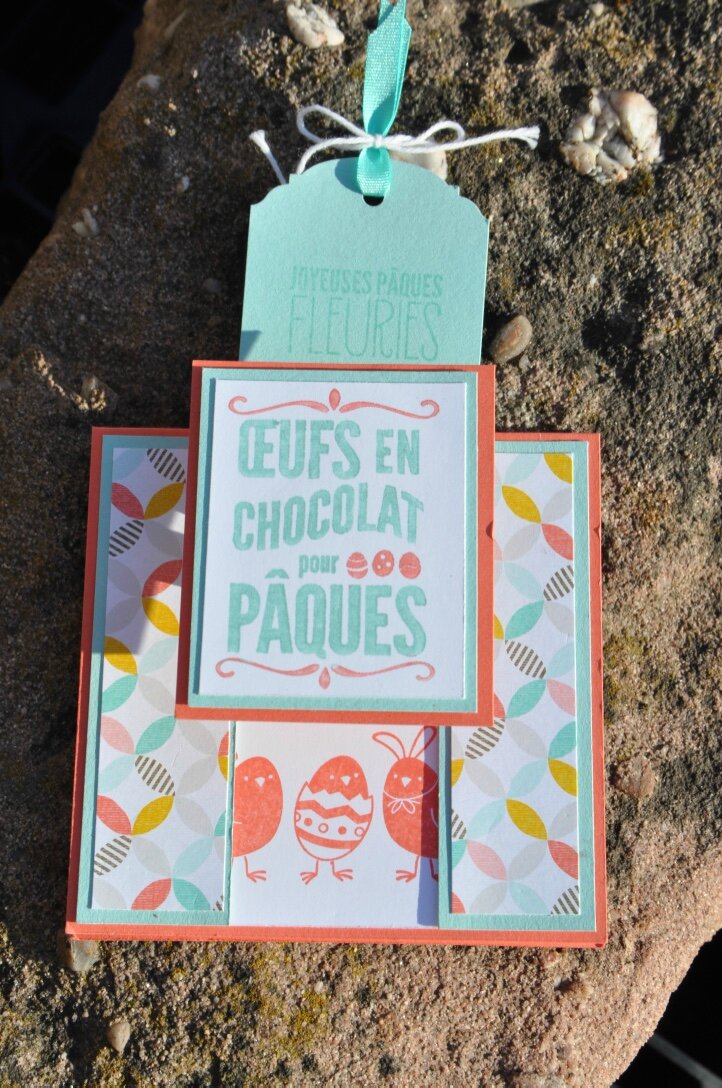 JOYEUSES PÂQUES
FLEURIES
ŒUFS EN
CHOCOLAT
pour
PÂQUES